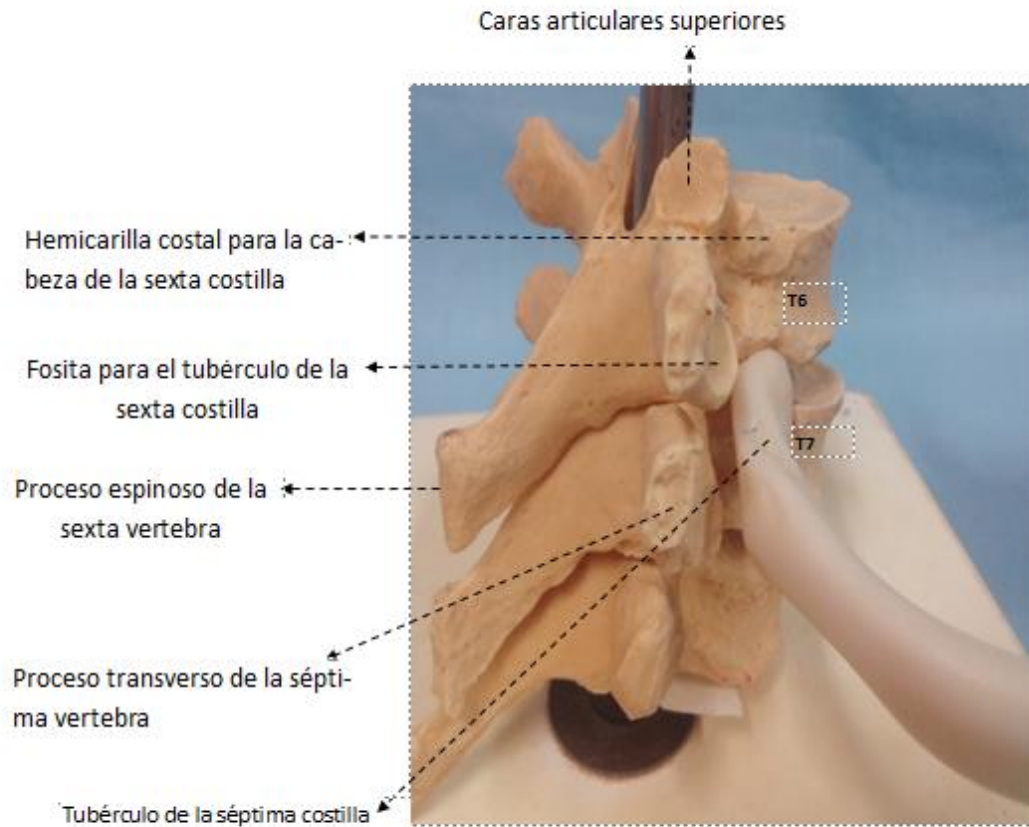 Caras articulares superiores
Hemicarilla costal para la ca-
beza de la sexta costilla
T6
Fosita para el tubérculo de la
sexta costilla
T7
Proceso espinoso de la
sexta vertebra
Proceso transverso de la sépti-
ma vertebra
Tubérculo de la séptima costilla